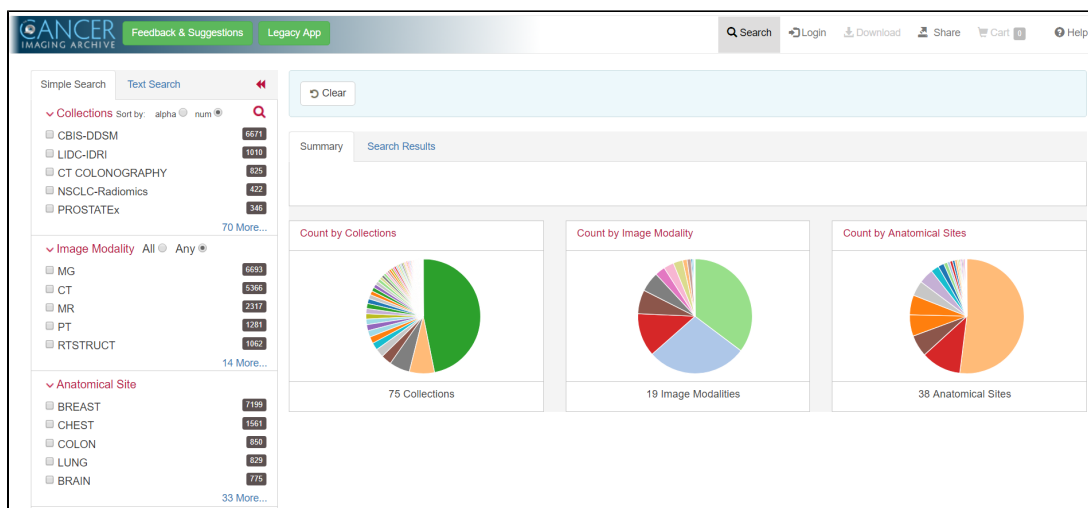 CANCER
IMAGING ARCHIVE
Feedback & Suggestions
Legacy App
Search
Login
Download
Share
Cart 0
Help
Simple Search Text Search
Collections Sort by: alpha num
CBIS-DDSM 6671
LIDC-IDRI 1010
CT COLONOGRAPHY 825
NSCLC-Radiomics 422
PROSTATEx 346
70 More...
Image Modality All Any
MG 6693
CT 5366
MR 2317
PT 1281
RTSTRUCT 1062
14 More...
Anatomical Site
BREAST 7199
CHEST 1561
COLON 850
LUNG 829
BRAIN 775
33 More...
Clear
Summary Search Results
Count by Collections
75 Collections
Count by Image Modality
19 Image Modalities
Count by Anatomical Sites
38 Anatomical Sites